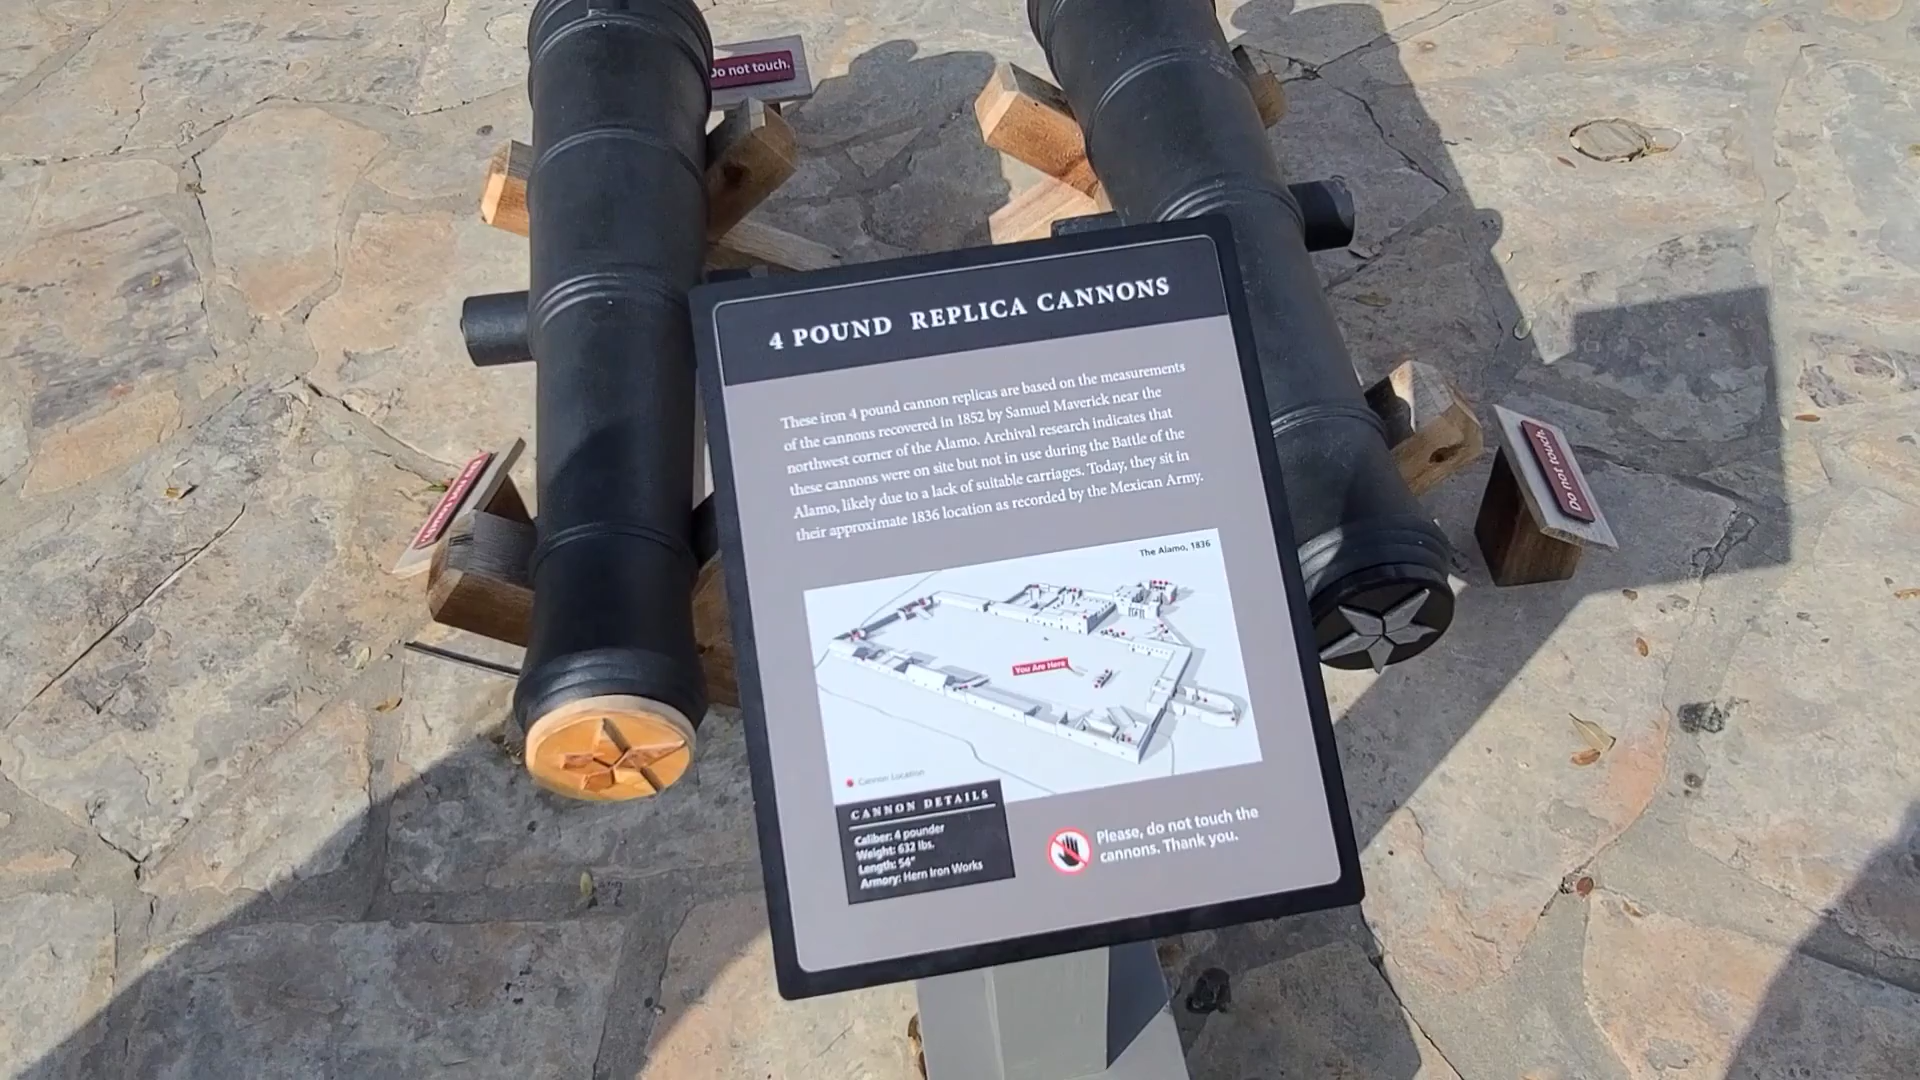 Do not touch.
4 POUND REPLICA CANNONS
These iron 4 pound cannon replicas are based on the measurements
of the cannons recovered in 1852 by Samuel Maverick near the
northwest corner of the Alamo. Archival research indicates that
these cannons were on site but not in use during the Battle of the
Alamo, likely due to a lack of suitable carriages. Today, they sit in
their approximate 1836 location as recorded by the Mexican Army.
Do not touch.
The Alamo, 1836
You Are Here
Cannon Location
CANNON DETAILS
Caliber: 4 pounder
Weight: 632 lbs.
Length: 54"
Armory: Hern Iron Works
Please, do not touch the
cannons. Thank you.